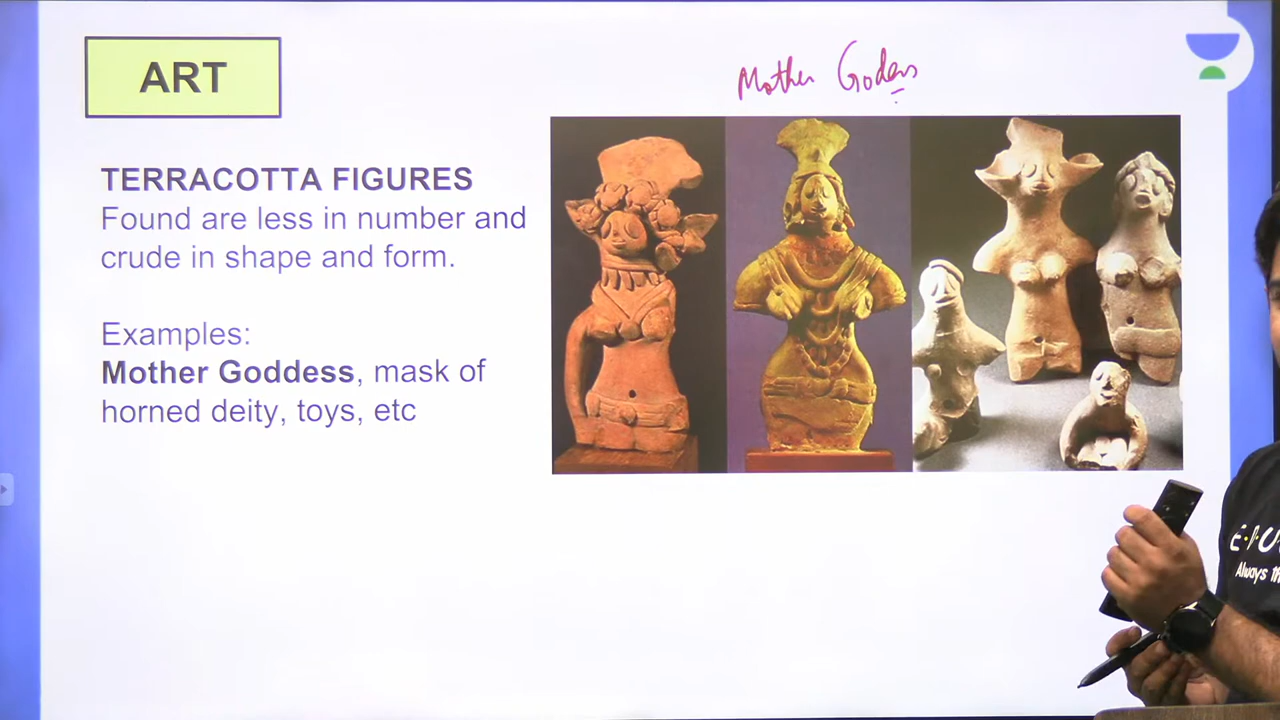 ART
Mother Godess
TERRACOTTA FIGURES
Found are less in number and
crude in shape and form.
Examples:
Mother Goddess, mask of
horned deity, toys, etc
Always